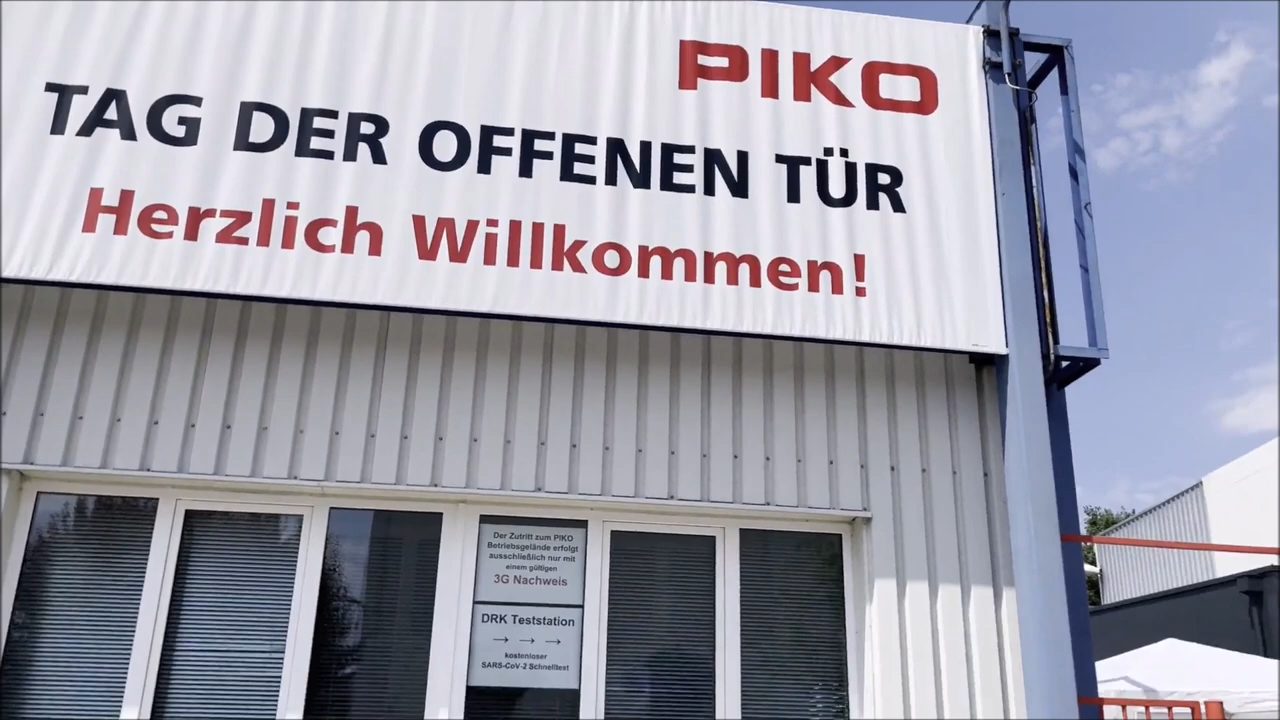 PIKO
TAG DER OFFENEN TÜR
Herzlich Willkommen!
Der Zutritt zum PIKO
Betriebsgelände erfolgt
ausschließlich nur mit
einem gültigen
3G Nachweis
DRK Teststation
→ → →
kostenloser
SARS-CoV-2 Schnelltest